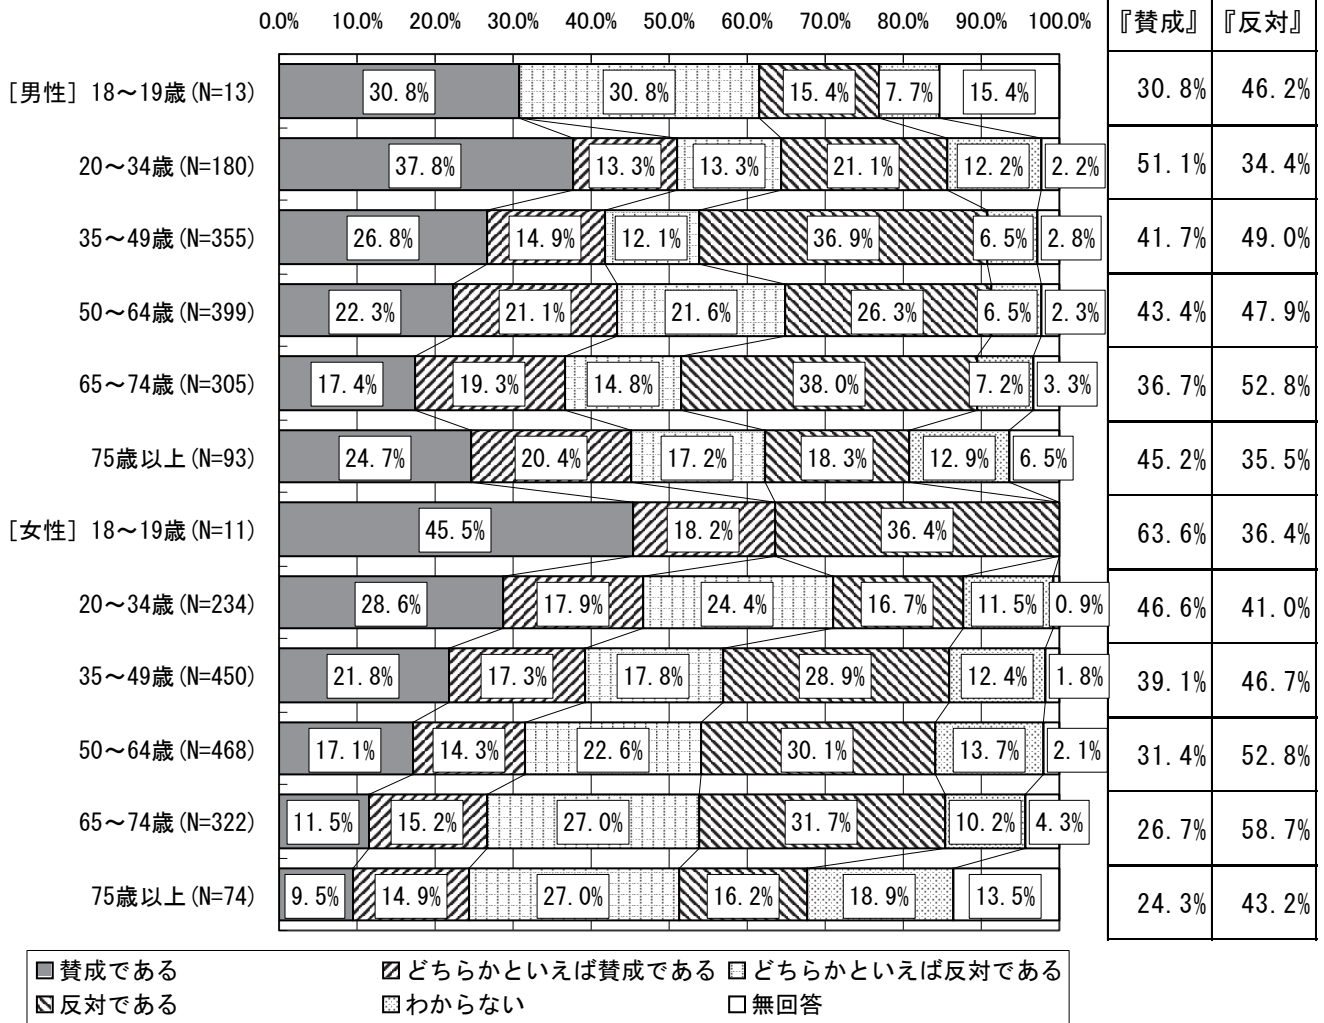 0.0% 10.0% 20.0% 30.0% 40.0% 50.0% 60.0% 70.0% 80.0% 90.0% 100.0% 『賛成』 『反対』
[男性] 18～19歳(N=13) 30.8% 30.8% 15.4% 7.7% 15.4% 30.8% 46.2%
20～34歳(N=180) 37.8% 13.3% 13.3% 21.1% 12.2% 2.2% 51.1% 34.4%
35～49歳(N=355) 26.8% 14.9% 12.1% 36.9% 6.5% 2.8% 41.7% 49.0%
50～64歳(N=399) 22.3% 21.1% 21.6% 26.3% 6.5% 2.3% 43.4% 47.9%
65～74歳(N=305) 17.4% 19.3% 14.8% 38.0% 7.2% 3.3% 36.7% 52.8%
75歳以上(N=93) 24.7% 20.4% 17.2% 18.3% 12.9% 6.5% 45.2% 35.5%
[女性] 18～19歳(N=11) 45.5% 18.2% 36.4% 63.6% 36.4%
20～34歳(N=234) 28.6% 17.9% 24.4% 16.7% 11.5% 0.9% 46.6% 41.0%
35～49歳(N=450) 21.8% 17.3% 17.8% 28.9% 12.4% 1.8% 39.1% 46.7%
50～64歳(N=468) 17.1% 14.3% 22.6% 30.1% 13.7% 2.1% 31.4% 52.8%
65～74歳(N=322) 11.5% 15.2% 27.0% 31.7% 10.2% 4.3% 26.7% 58.7%
75歳以上(N=74) 9.5% 14.9% 27.0% 16.2% 18.9% 13.5% 24.3% 43.2%
賛成である どちらかといえば賛成である どちらかといえば反対である
反対である わからない 無回答